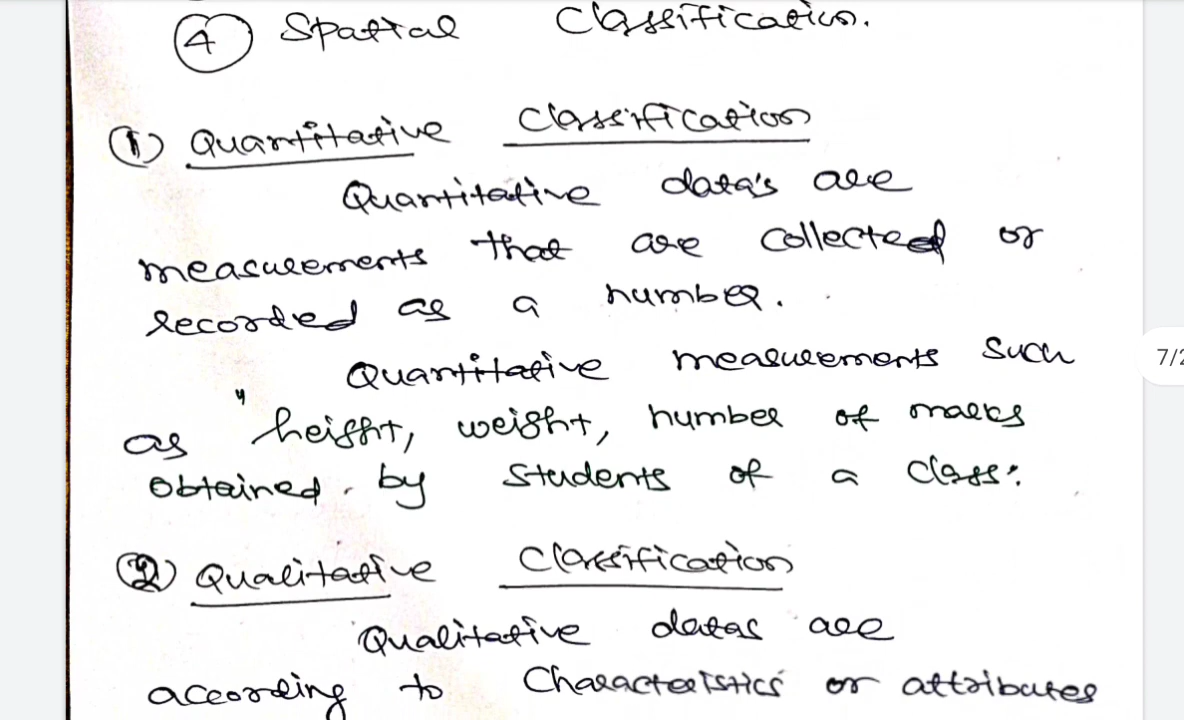 4 Spatial Classification.
1) Quantitative Classification
Quantitative data's are
measurements that are collected or
recorded as a number.
Quantitative measurements such
as "height, weight, number of marks
obtained by students of a class:
2) Qualitative Classification
Qualitative datas are
according to characteristics or attributes
7/2